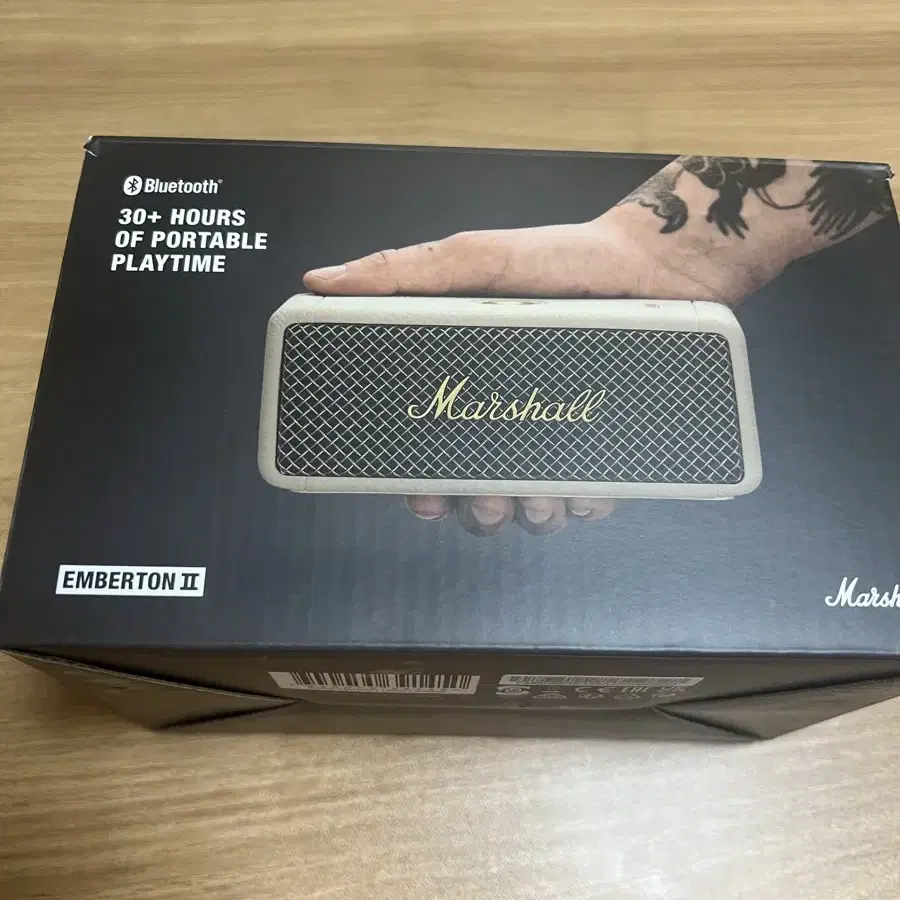 Bluetooth®
30+ HOURS
OF PORTABLE
PLAYTIME
Marshall
EMBERTON II
Marsh